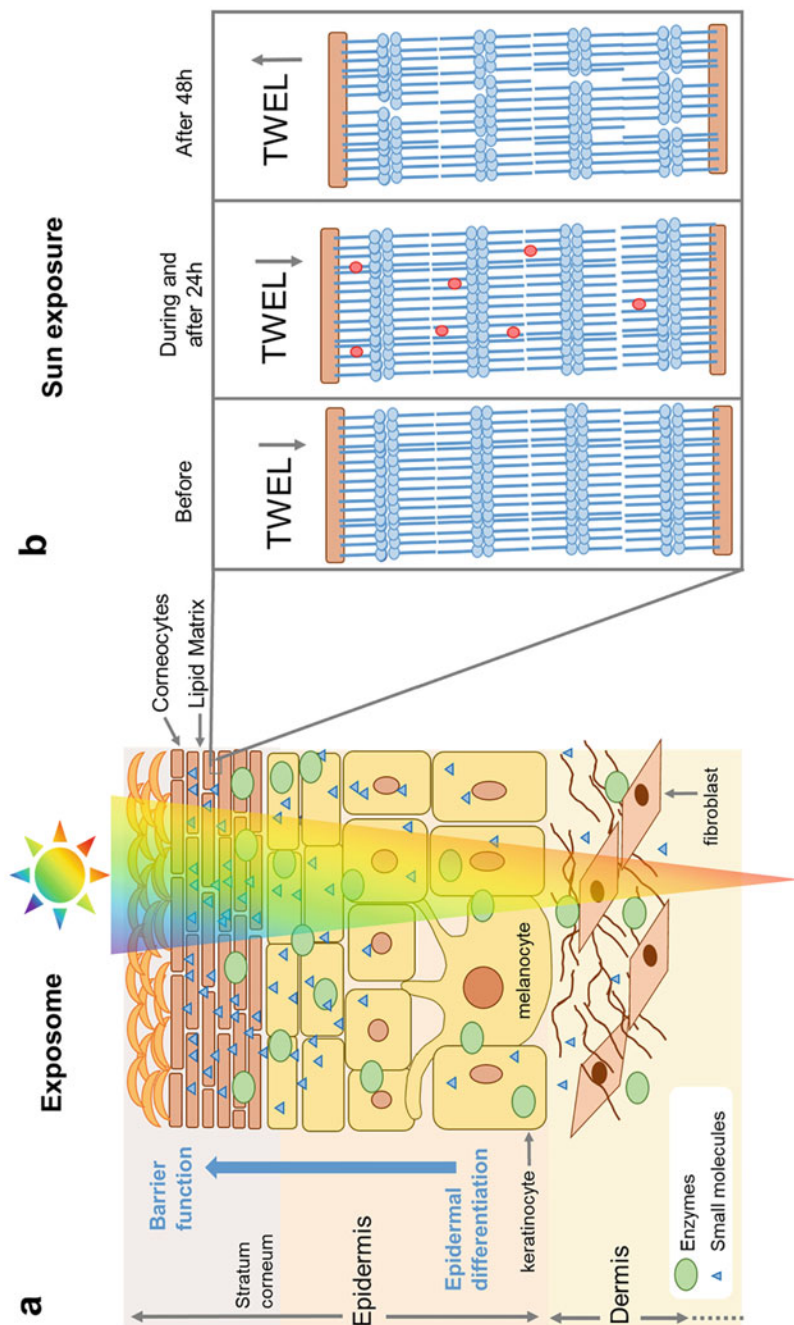 a
Exposome
Corneocytes
Lipid Matrix
Barrier
function
Stratum
corneum
Epidermis
Epidermal
differentiation
keratinocyte
melanocyte
Dermis
fibroblast
Enzymes
Small molecules
b
Sun exposure
Before
During and
after 24h
After 48h
TWEL
TWEL
TWEL